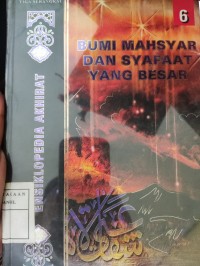 6
BUMI MAHSYAR
DAN SYAFAAT
YANG BESAR
ENSIKLOPEDIA AKHIRAT